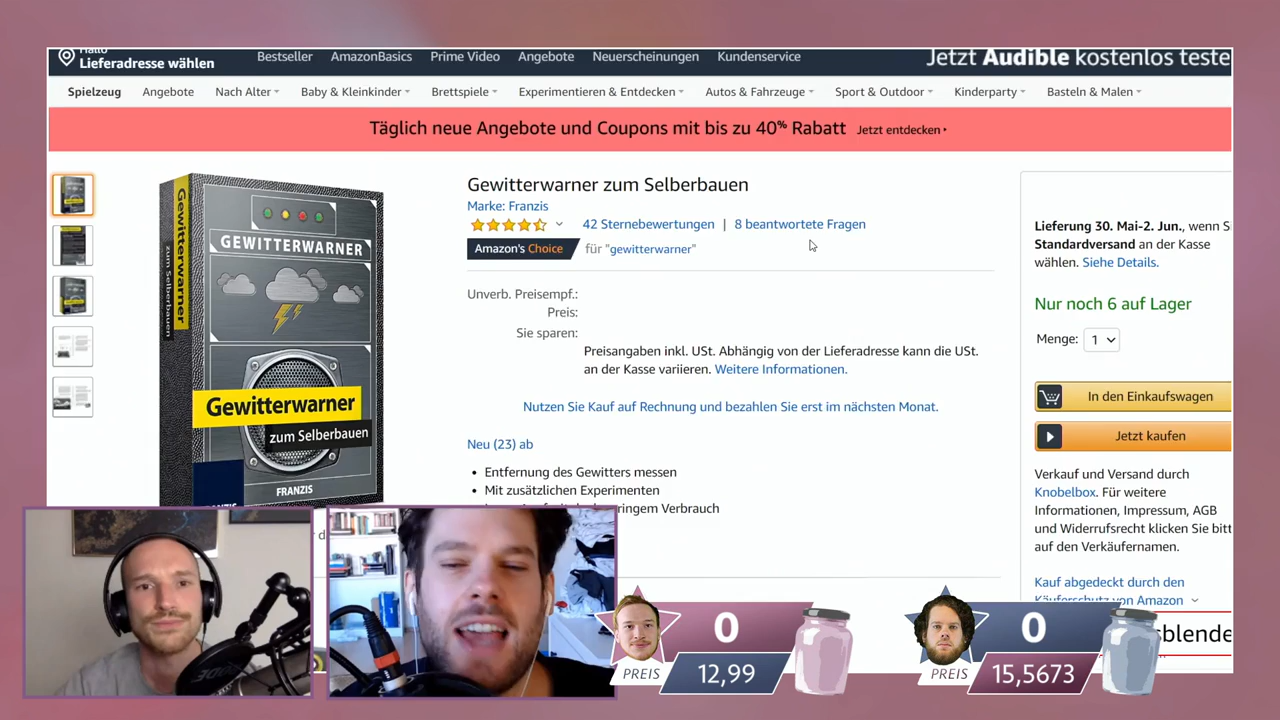 Hallo
Lieferadresse wählen
Bestseller AmazonBasics Prime Video Angebote Neuerscheinungen Kundenservice
Jetzt Audible kostenlos teste
Spielzeug Angebote Nach Alter Baby & Kleinkinder Brettspiele Experimentieren & Entdecken Autos & Fahrzeuge Sport & Outdoor Kinderparty Basteln & Malen
Täglich neue Angebote und Coupons mit bis zu 40% Rabatt Jetzt entdecken
Gewitterwarner
zum Selberbauen
GEWITTERWARNER
Gewitterwarner
zum Selberbauen
FRANZIS
Gewitterwarner zum Selberbauen
Marke: Franzis
42 Sternebewertungen | 8 beantwortete Fragen
Amazon's Choice für "gewitterwarner"
Unverb. Preisempf.:
Preis:
Sie sparen:
Preisangaben inkl. USt. Abhängig von der Lieferadresse kann die USt.
an der Kasse variieren. Weitere Informationen.
Nutzen Sie Kauf auf Rechnung und bezahlen Sie erst im nächsten Monat.
Neu (23) ab
• Entfernung des Gewitters messen
• Mit zusätzlichen Experimenten
ringem Verbrauch
Lieferung 30. Mai-2. Jun., wenn S
Standardversand an der Kasse
wählen. Siehe Details.
Nur noch 6 auf Lager
Menge: 1
In den Einkaufswagen
Jetzt kaufen
Verkauf und Versand durch
Knobelbox. Für weitere
Informationen, Impressum, AGB
und Widerrufsrecht klicken Sie bitt
auf den Verkäufernamen.
Kauf abgedeckt durch den
Käuferschutz von Amazon
sblende
0
PREIS 12,99
0
PREIS 15,5673